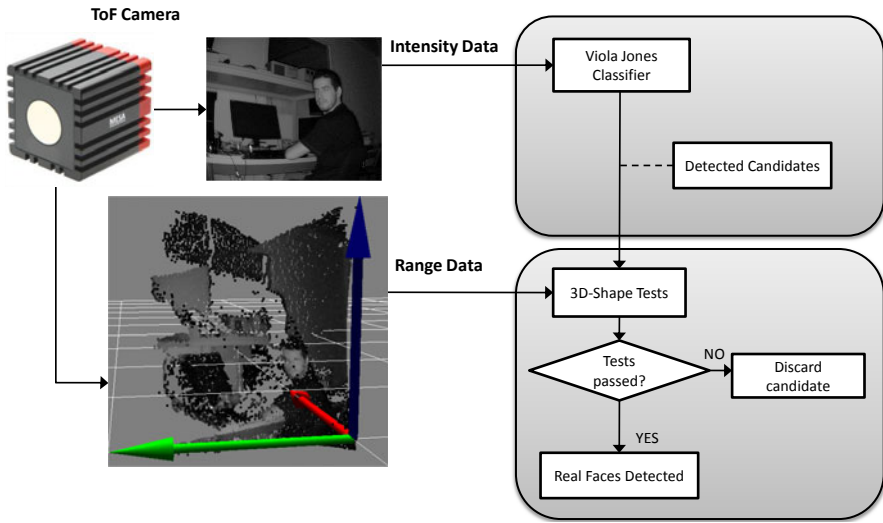 ToF Camera
Intensity Data
Viola Jones
Classifier
Detected Candidates
Range Data
3D-Shape Tests
Tests
passed?
NO
Discard
candidate
YES
Real Faces Detected